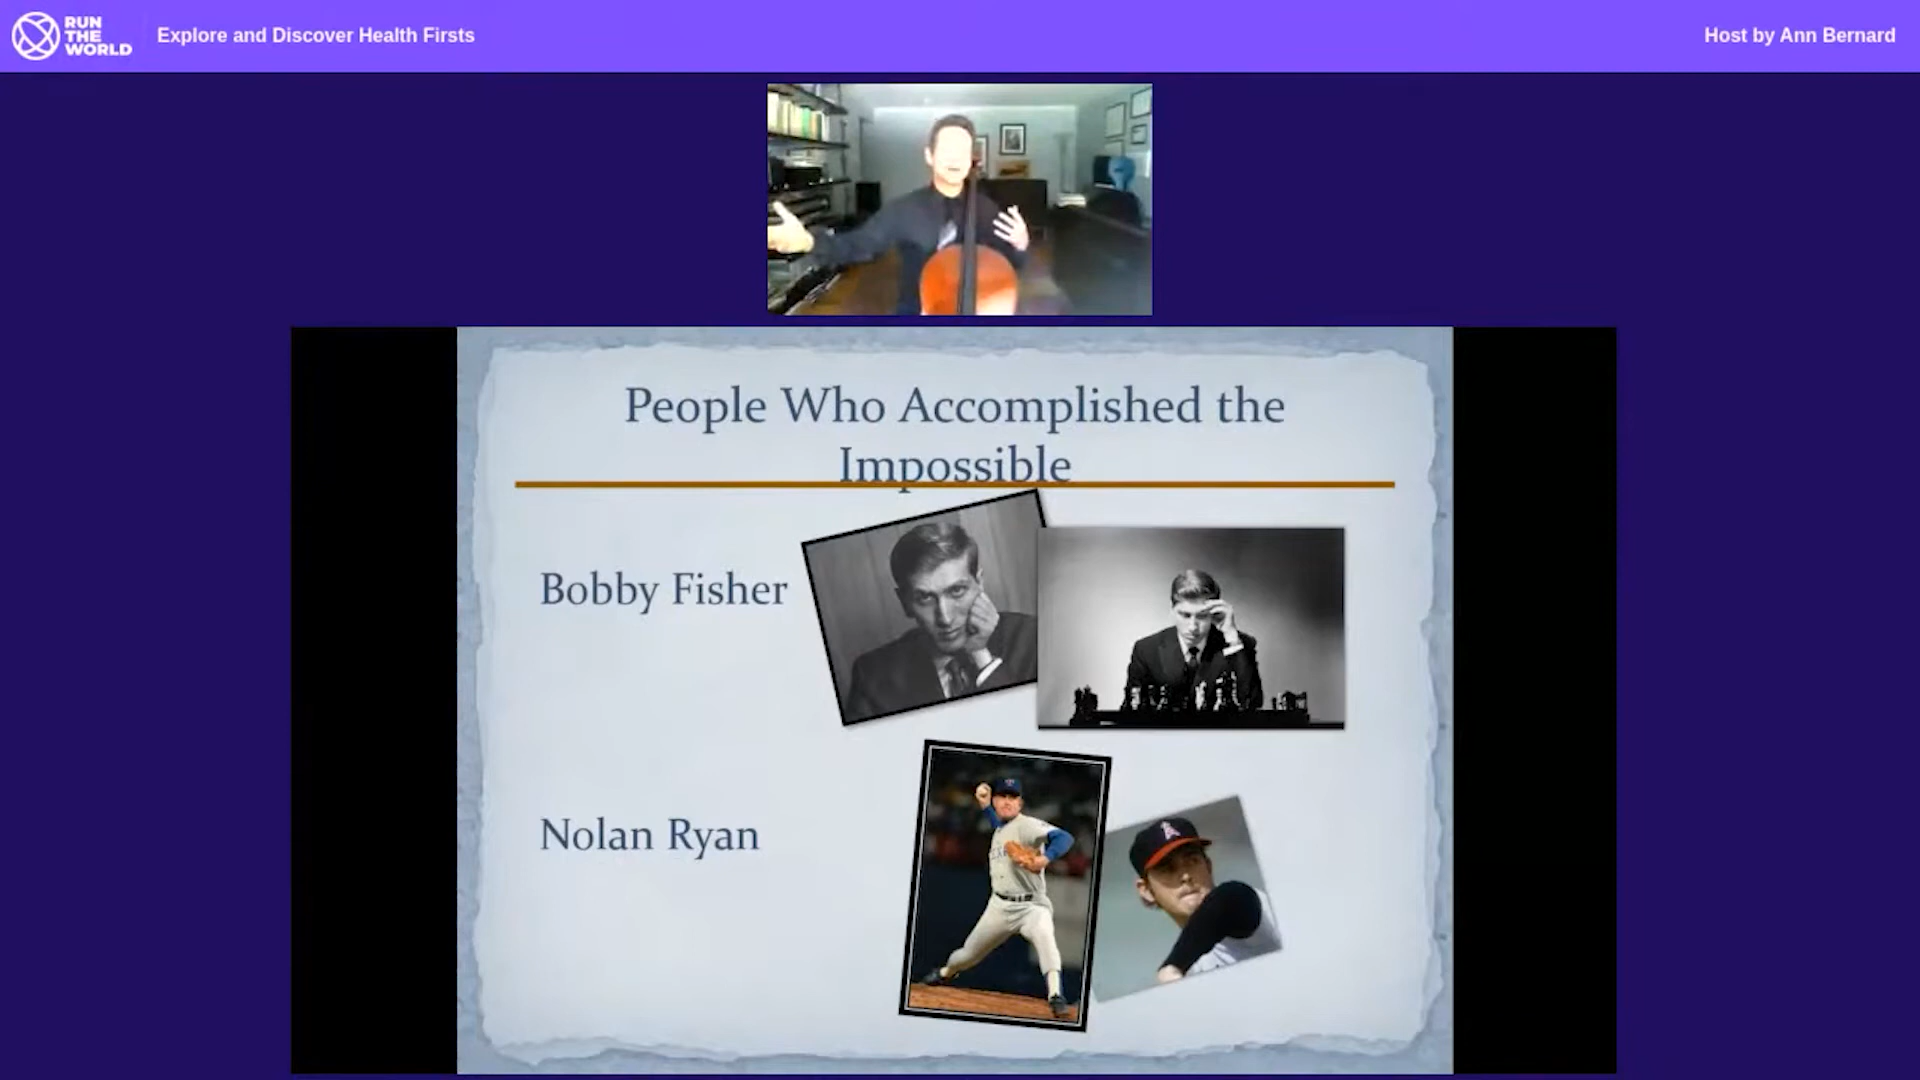 RUN
THE
WORLD
Explore and Discover Health Firsts
Host by Ann Bernard
People Who Accomplished the
Impossible
Bobby Fisher
Nolan Ryan